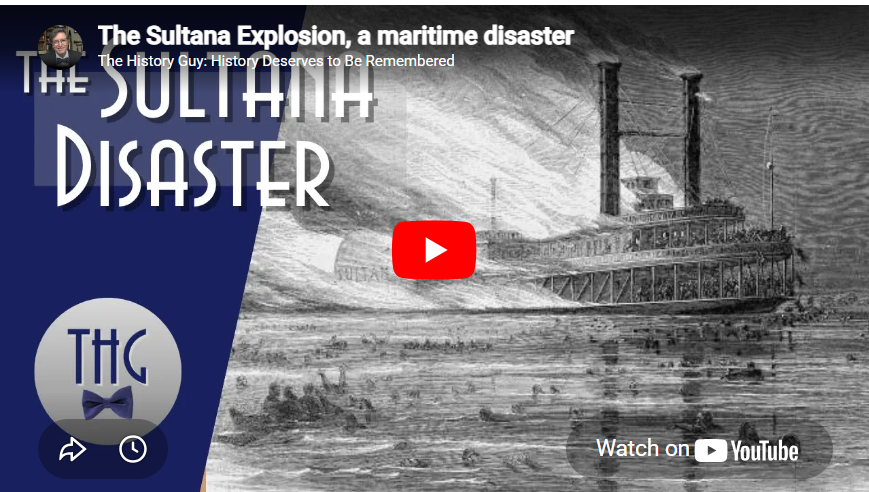 The Sultana Explosion, a maritime disaster
The History Guy: History Deserves to Be Remembered
THE SULTANA
DISASTER
SULTAN
THG
Watch on YouTube